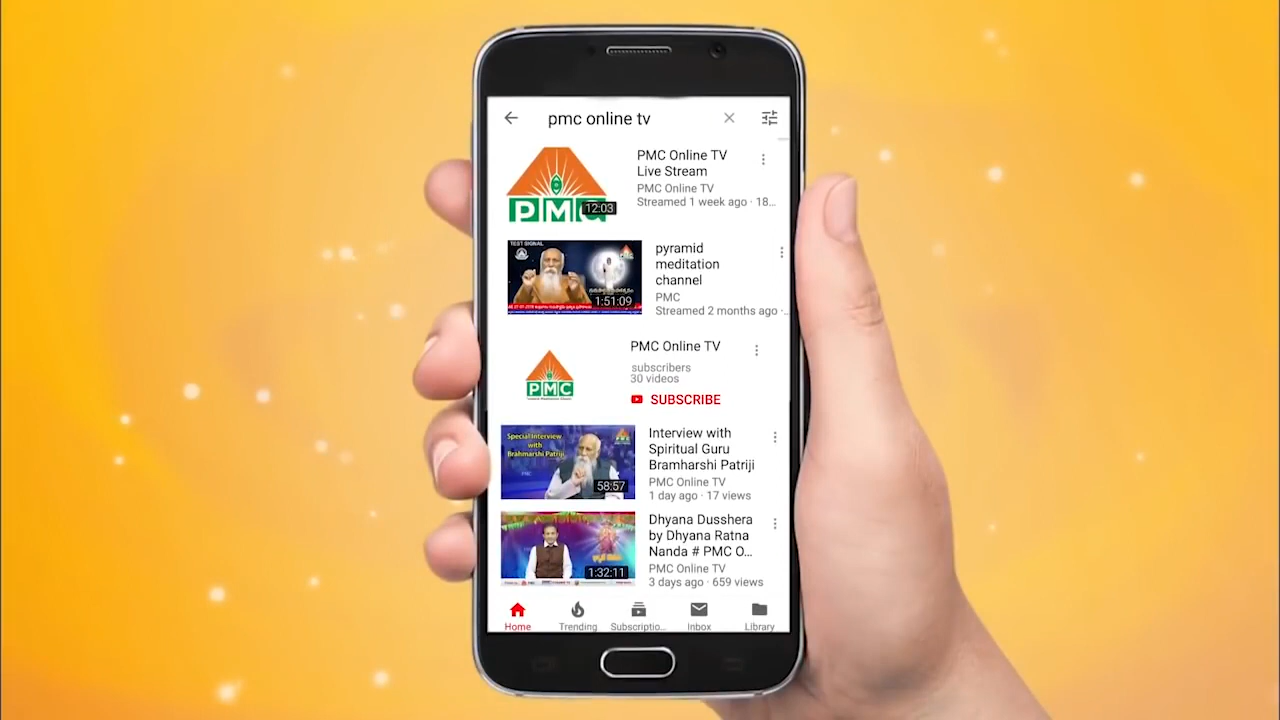 pmc online tv
PMC Online TV
Live Stream
PMC Online TV
Streamed 1 week ago · 18...
PMC
12:03
TEST SIGNAL
1:51:09
pyramid
meditation
channel
PMC
Streamed 2 months ago ·..
PMC
PMC Online TV
subscribers
30 videos
SUBSCRIBE
Special Interview
with
Brahmarshi Patriji
58:57
Interview with
Spiritual Guru
Bramharshi Patriji
PMC Online TV
1 day ago · 17 views
1:32:11
Dhyana Dusshera
by Dhyana Ratna
Nanda # PMC O...
PMC Online TV
3 days ago · 659 views
Home
Trending
Subscriptio...
Inbox
Library